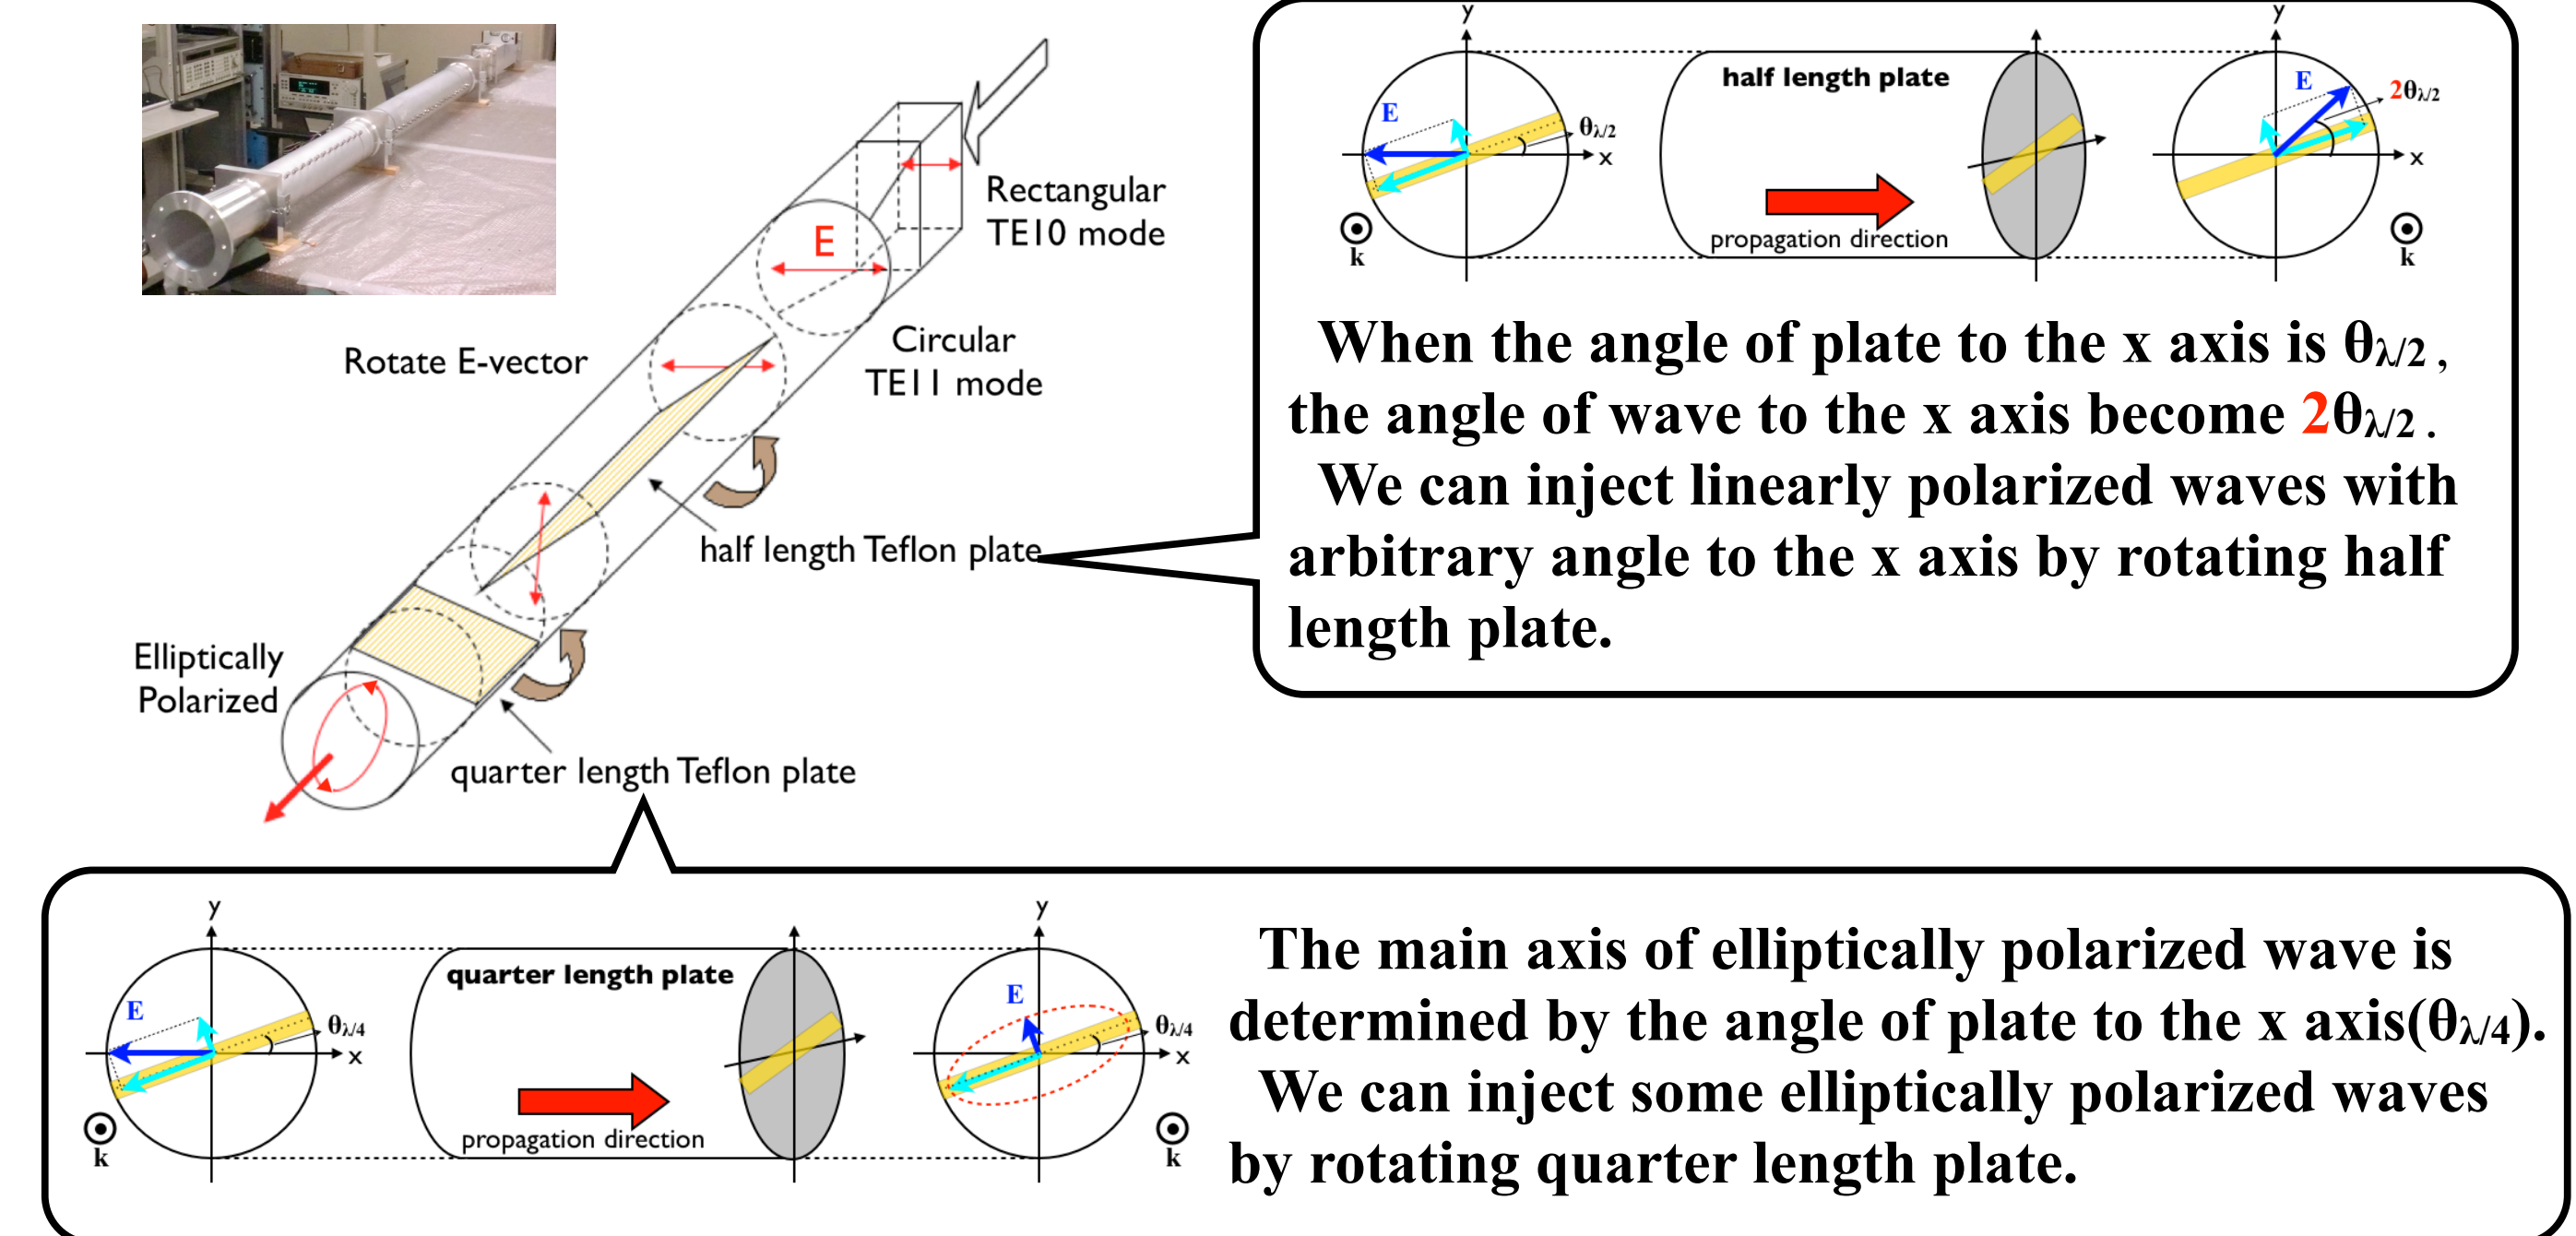 Rectangular
TE10 mode
E
Circular
TE11 mode
Rotate E-vector
half length Teflon plate
Elliptically
Polarized
quarter length Teflon plate
y
E
θλ/2
x
k
half length plate
propagation direction
y
E
2θλ/2
x
k
When the angle of plate to the x axis is θλ/2 ,
the angle of wave to the x axis become 2θλ/2 .
We can inject linearly polarized waves with
arbitrary angle to the x axis by rotating half
length plate.
y
E
θλ/4
x
k
quarter length plate
propagation direction
y
E
θλ/4
x
k
The main axis of elliptically polarized wave is
determined by the angle of plate to the x axis(θλ/4).
We can inject some elliptically polarized waves
by rotating quarter length plate.